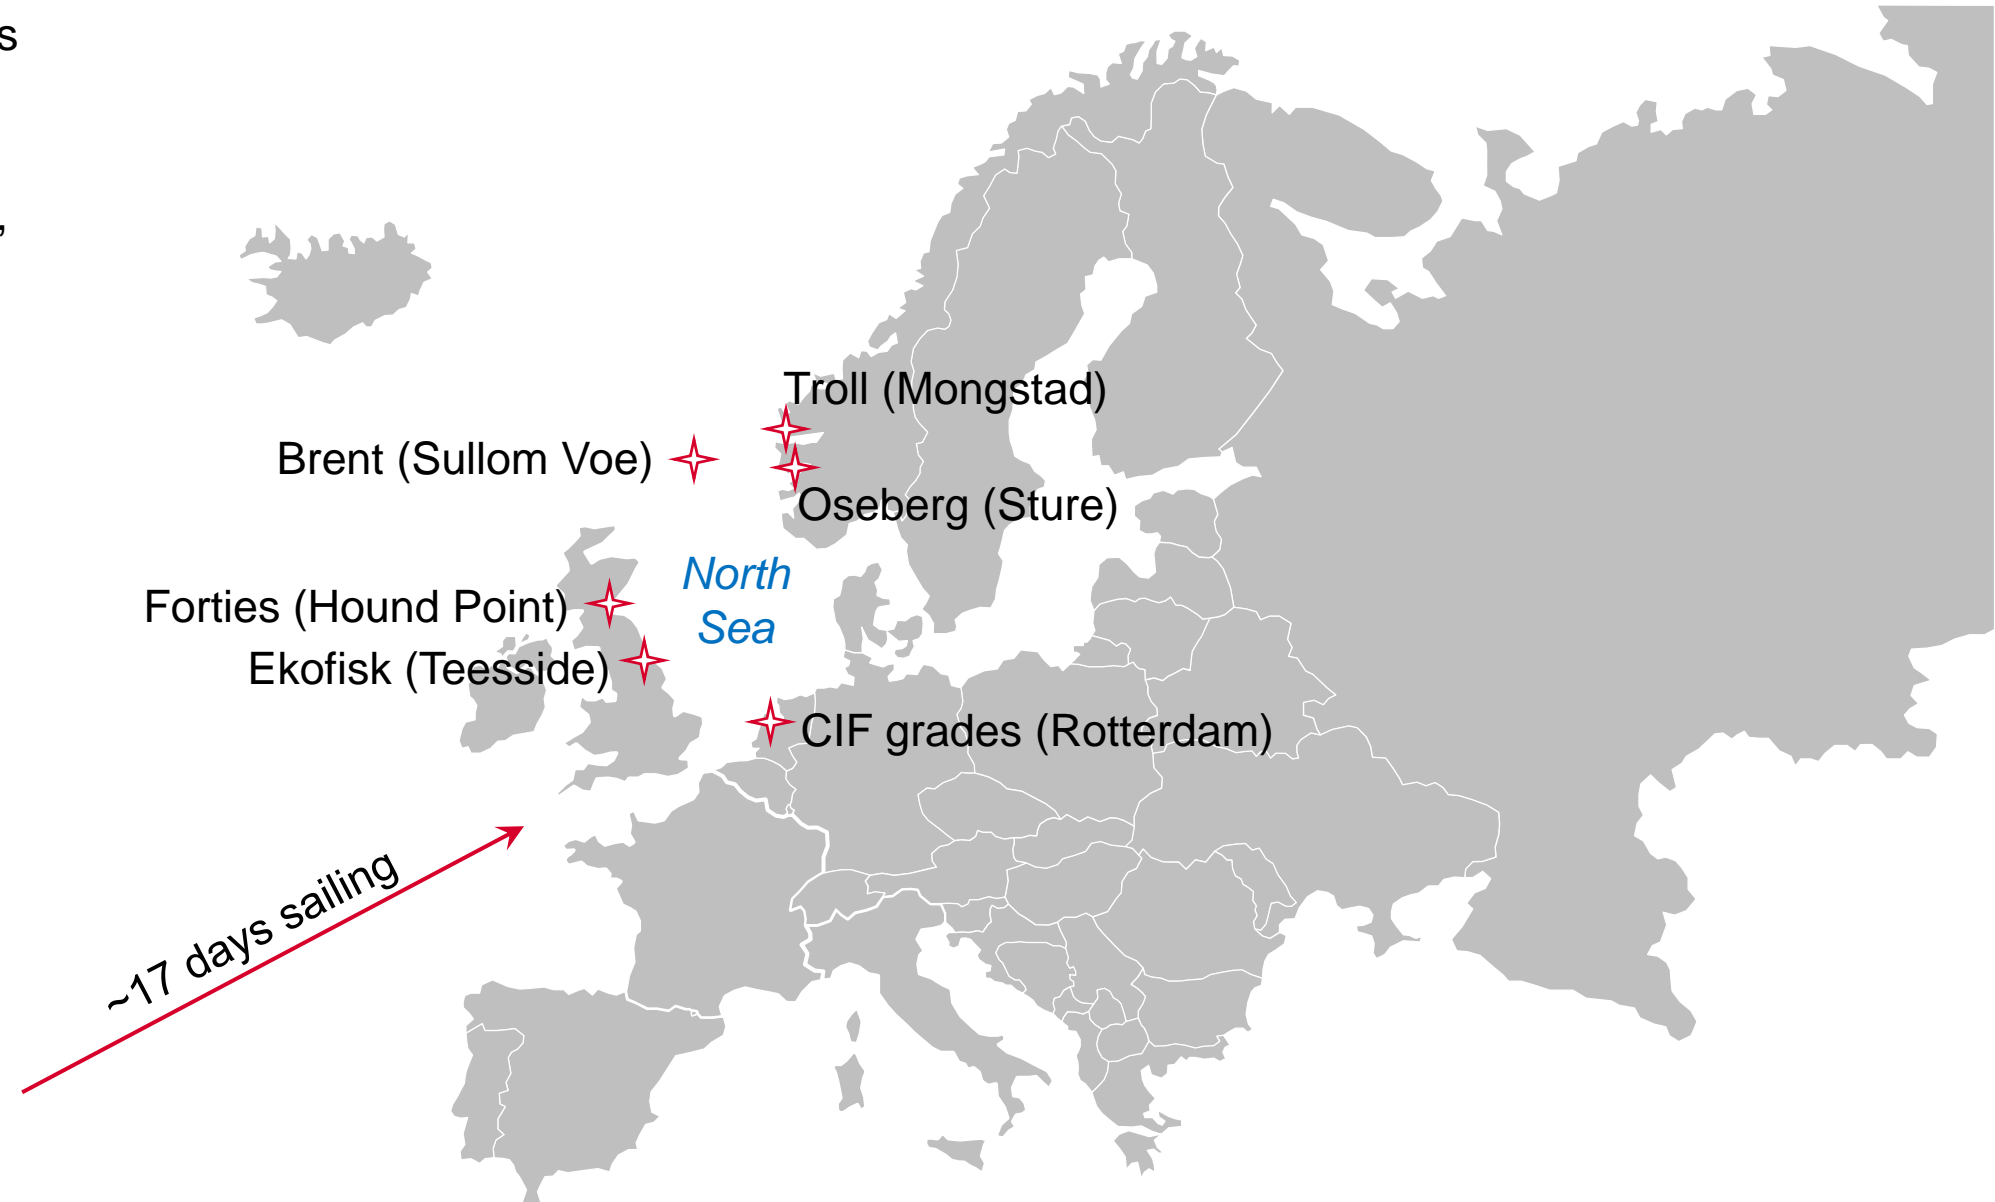 s
,
Troll (Mongstad)
Brent (Sullom Voe)
Oseberg (Sture)
North
Sea
Forties (Hound Point)
Ekofisk (Teesside)
CIF grades (Rotterdam)
~17 days sailing